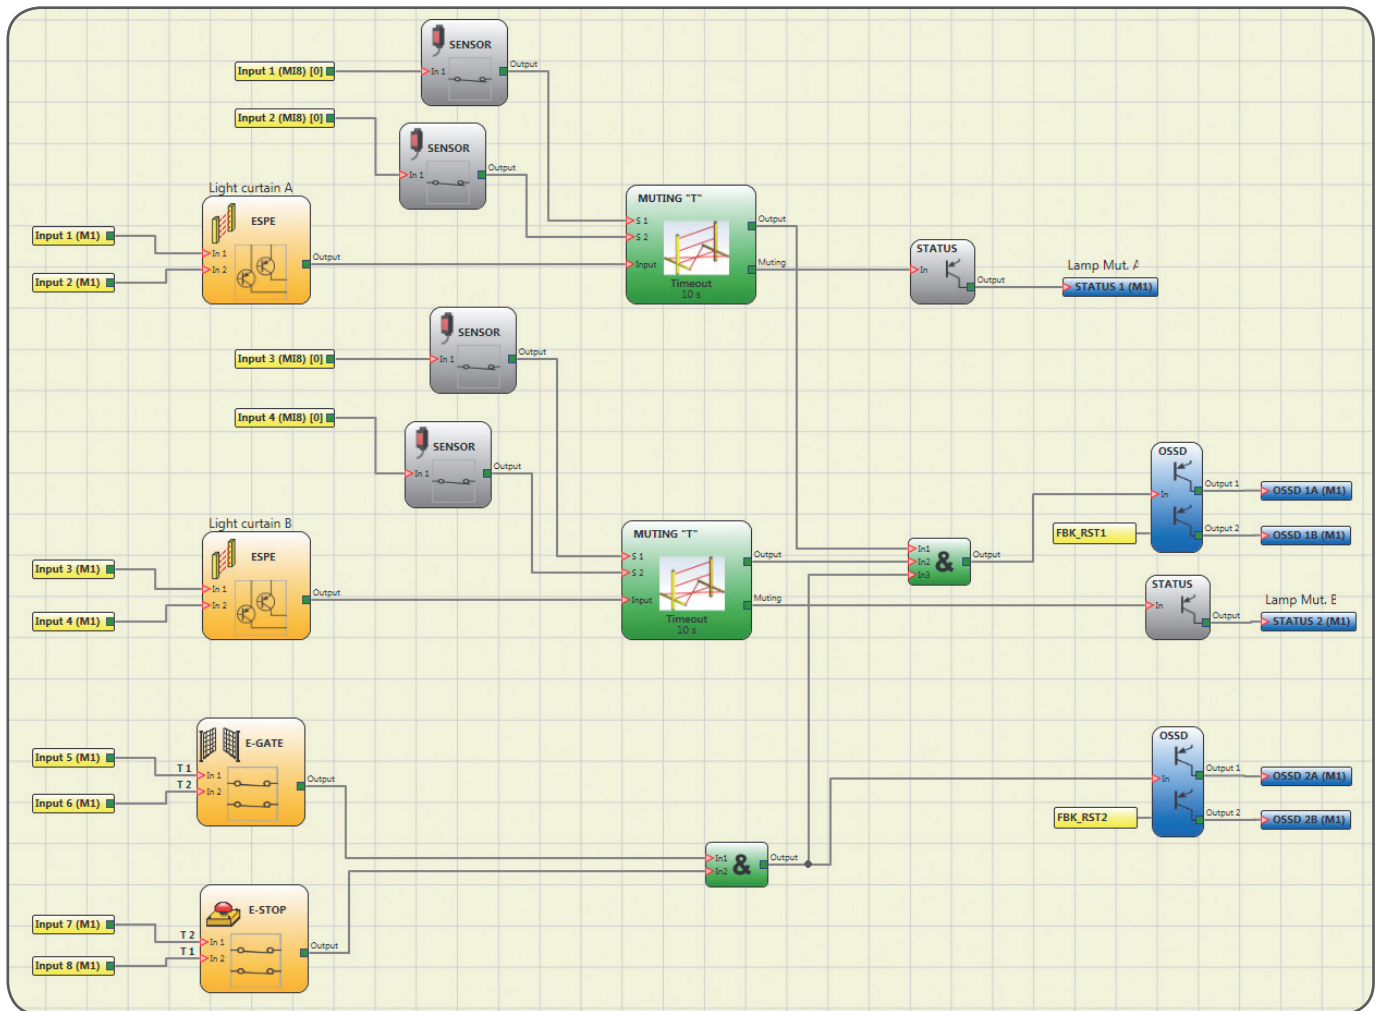 SENSOR
Input 1 (MI8) [0]
In 1
Output
Input 2 (MI8) [0]
SENSOR
In 1
Output
Light curtain A
ESPE
Input 1 (M1)
Input 2 (M1)
In 1
In 2
Output
MUTING "T"
S 1
S 2
Input
Timeout
10 s
Output
Muting
STATUS
In
Output
Lamp Mut. A
STATUS 1 (M1)
SENSOR
Input 3 (MI8) [0]
In 1
Output
Input 4 (MI8) [0]
SENSOR
In 1
Output
Light curtain B
ESPE
Input 3 (M1)
Input 4 (M1)
In 1
In 2
Output
MUTING "T"
S 1
S 2
Input
Timeout
10 s
Output
Muting
In1
In2
In3
&
Output
OSSD
In
FBK_RST1
Output 1
Output 2
OSSD 1A (M1)
OSSD 1B (M1)
STATUS
In
Output
Lamp Mut. B
STATUS 2 (M1)
E-GATE
Input 5 (M1)
Input 6 (M1)
T 1
T 2
In 1
In 2
Output
E-STOP
Input 7 (M1)
Input 8 (M1)
T 2
T 1
In 1
In 2
Output
In1
In2
&
Output
OSSD
In
FBK_RST2
Output 1
Output 2
OSSD 2A (M1)
OSSD 2B (M1)